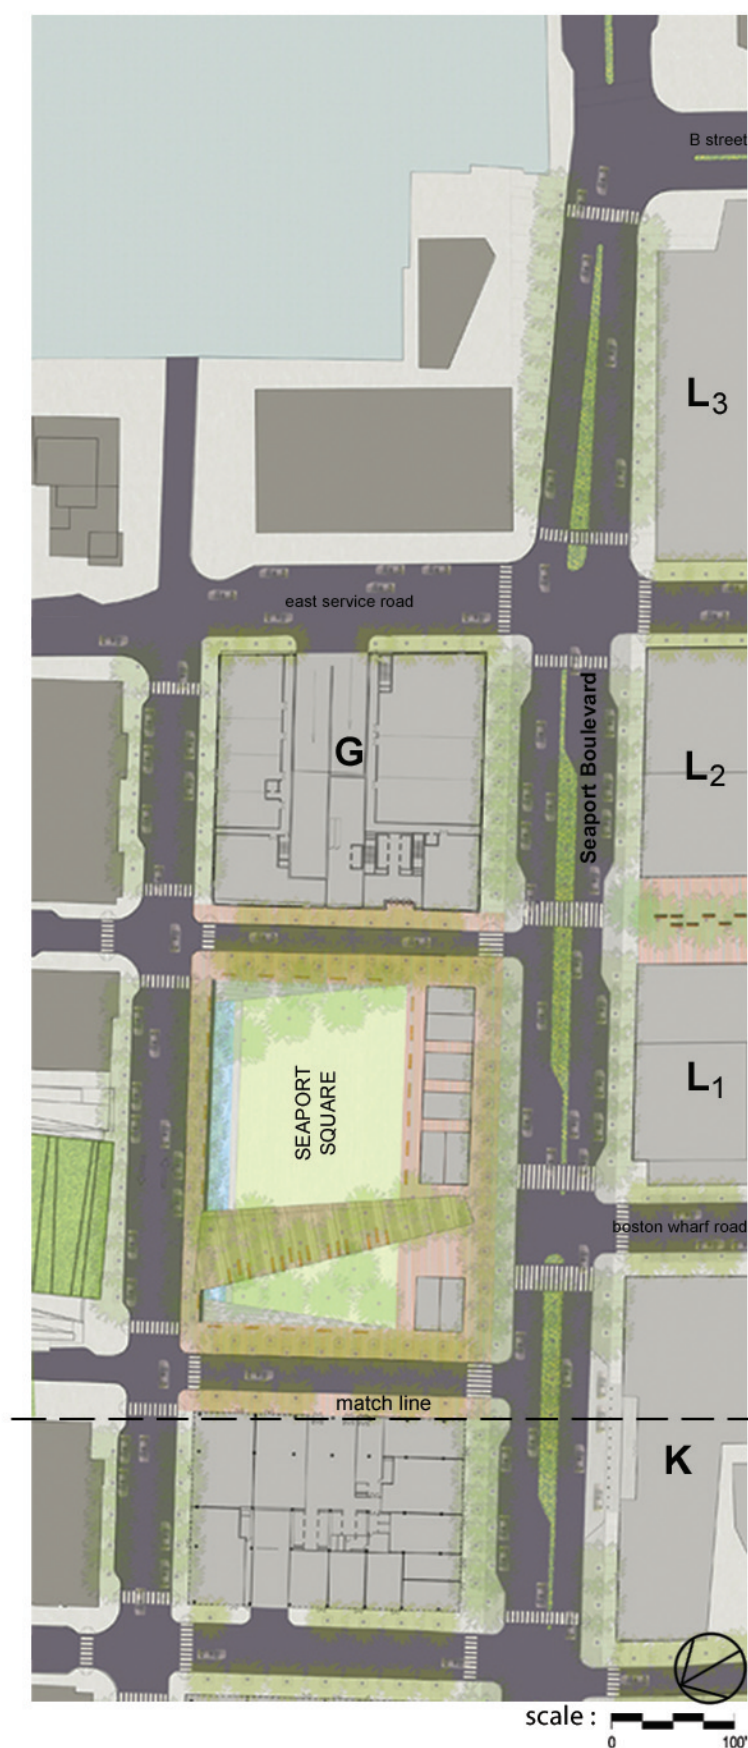 B street
L3
east service road
Seaport Boulevard
G
L2
SEAPORT
SQUARE
L1
boston wharf road
match line
K
scale :
0 100'